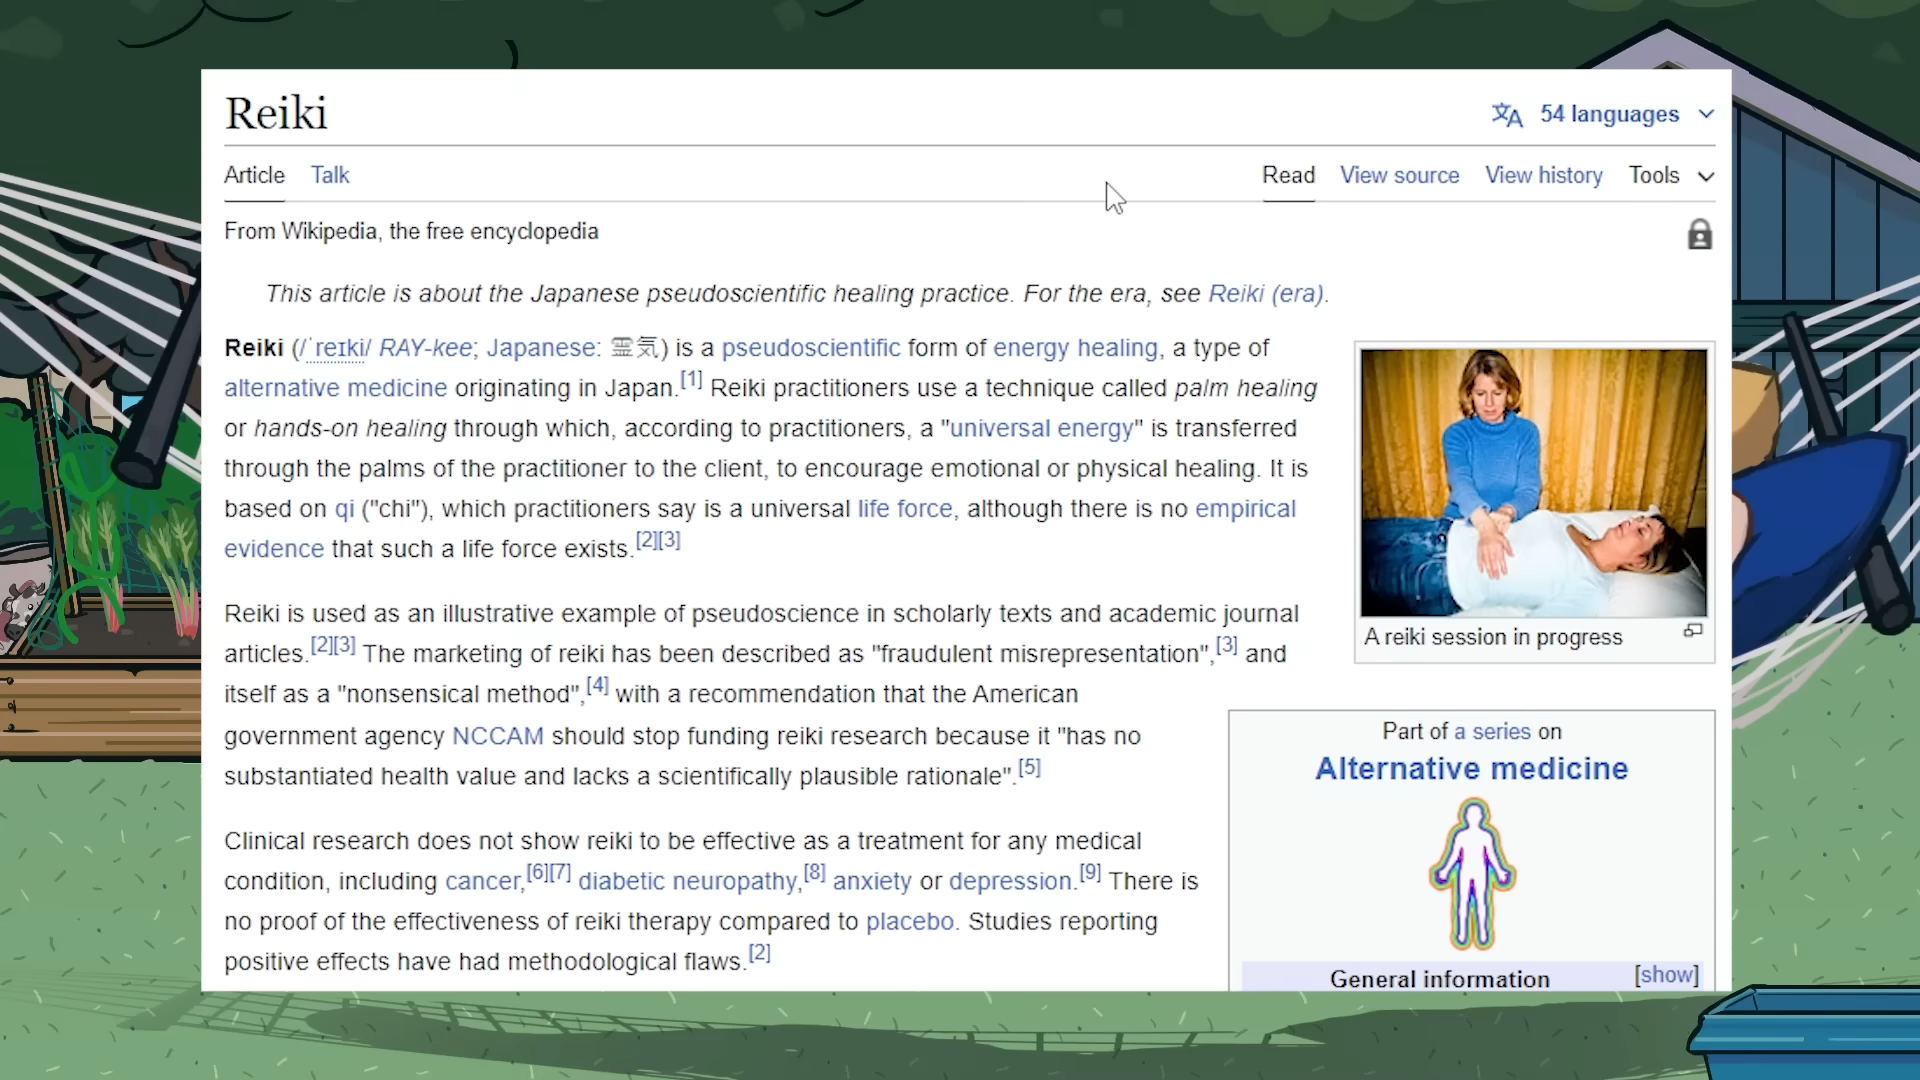 Reiki
54 languages
Article Talk Read View source View history Tools
From Wikipedia, the free encyclopedia
This article is about the Japanese pseudoscientific healing practice. For the era, see Reiki (era).
Reiki (/ˈreɪki/ RAY-kee; Japanese: 霊気) is a pseudoscientific form of energy healing, a type of
alternative medicine originating in Japan.[1] Reiki practitioners use a technique called palm healing
or hands-on healing through which, according to practitioners, a "universal energy" is transferred
through the palms of the practitioner to the client, to encourage emotional or physical healing. It is
based on qi ("chi"), which practitioners say is a universal life force, although there is no empirical
evidence that such a life force exists.[2][3]
A reiki session in progress
Reiki is used as an illustrative example of pseudoscience in scholarly texts and academic journal
articles.[2][3] The marketing of reiki has been described as "fraudulent misrepresentation",[3] and
itself as a "nonsensical method",[4] with a recommendation that the American
government agency NCCAM should stop funding reiki research because it "has no
substantiated health value and lacks a scientifically plausible rationale".[5]
Clinical research does not show reiki to be effective as a treatment for any medical
condition, including cancer,[6][7] diabetic neuropathy,[8] anxiety or depression.[9] There is
no proof of the effectiveness of reiki therapy compared to placebo. Studies reporting
positive effects have had methodological flaws.[2]
Part of a series on
Alternative medicine
General information [show]